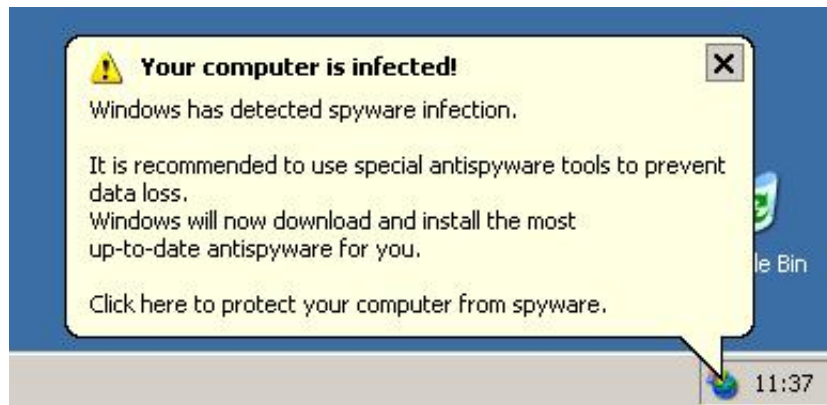 Your computer is infected!
Windows has detected spyware infection.
It is recommended to use special antispyware tools to prevent
data loss.
Windows will now download and install the most
up-to-date antispyware for you.
Click here to protect your computer from spyware.
le Bin
11:37